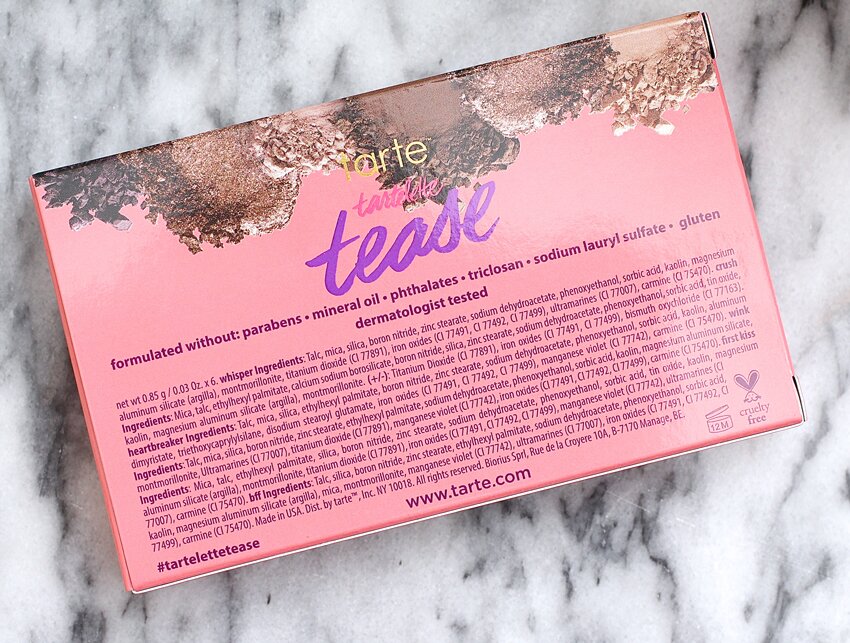 tarte
tartelette
tease
formulated without: parabens • mineral oil • phthalates • triclosan • sodium lauryl sulfate • gluten
dermatologist tested
net wt 0.85 g / 0.03 Oz. x 6. whisper Ingredients: Talc, mica, silica, boron nitride, zinc stearate, sodium dehydroacetate, phenoxyethanol, sorbic acid, kaolin, magnesium
aluminum silicate (argilla), montmorillonite, titanium dioxide (CI 77891), iron oxides (CI 77491, CI 77492, CI 77499), ultramarines (CI 77007), carmine (CI 75470). crush
Ingredients: Mica, talc, ethylhexyl palmitate, calcium sodium borosilicate, boron nitride, silica, zinc stearate, sodium dehydroacetate, phenoxyethanol, sorbic acid, tin oxide,
kaolin, magnesium aluminum silicate (argilla), montmorillonite. (+/-): Titanium Dioxide (CI 77891), iron oxides (CI 77491, CI 77499), bismuth oxychloride (CI 77163).
heartbreaker Ingredients: Talc, mica, silica, ethylhexyl palmitate, boron nitride, zinc stearate, sodium dehydroacetate, phenoxyethanol, sorbic acid, kaolin, aluminum
dimyristate, triethoxycaprylylsilane, disodium stearoyl glutamate, iron oxides (CI 77491, CI 77492, CI 77499), manganese violet (CI 77742), carmine (CI 75470). wink
Ingredients: Talc, mica, silica, boron nitride, zinc stearate, ethylhexyl palmitate, sodium dehydroacetate, phenoxyethanol, sorbic acid, kaolin, magnesium aluminum silicate,
montmorillonite, Ultramarines (CI 77007), titanium dioxide (CI 77891), manganese violet (CI 77742), iron oxides (CI 77491, CI 77492, CI 77499), carmine (CI 75470). first kiss
Ingredients: Mica, talc, ethylhexyl palmitate, silica, boron nitride, zinc stearate, sodium dehydroacetate, phenoxyethanol, sorbic acid, tin oxide, kaolin, magnesium
aluminum silicate (argilla), montmorillonite, titanium dioxide (CI 77891), iron oxides (CI 77491, CI 77492, CI 77499), manganese violet (CI 77742), ultramarines (CI
77007), carmine (CI 75470). bff Ingredients: Talc, silica, boron nitride, zinc stearate, ethylhexyl palmitate, sodium dehydroacetate, phenoxyethanol, sorbic acid,
kaolin, magnesium aluminum silicate (argilla), mica, montmorillonite, manganese violet (CI 77742), ultramarines (CI 77007), iron oxides (CI 77491, CI 77492, CI
77499), carmine (CI 75470). Made in USA. Dist. by tarte™, Inc. NY 10018. All rights reserved. Biorius Sprl, Rue de la Croyere 10A, B-7170 Manage, BE.
12M
cruelty
free
www.tarte.com
#tartelettetease